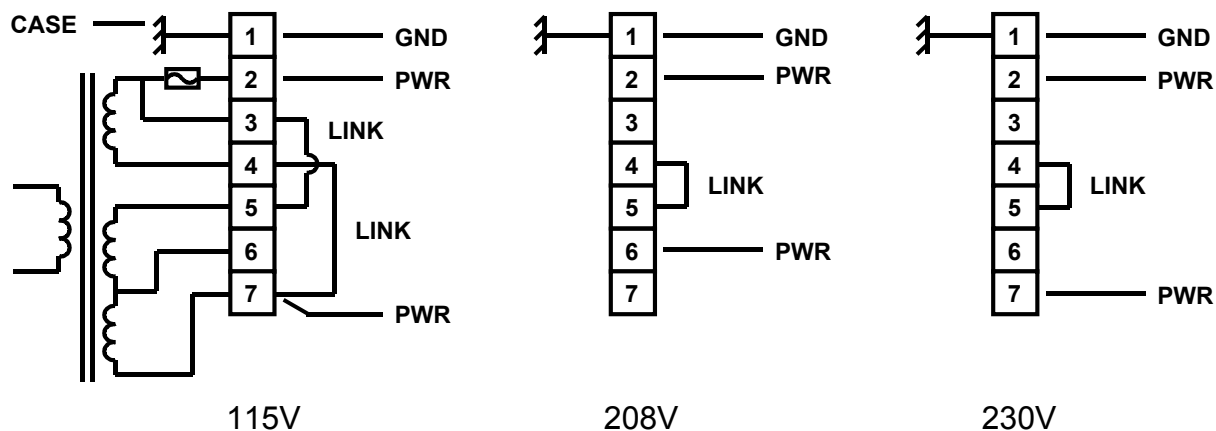 CASE
1 GND
2 PWR
3
LINK
4
5
LINK
6
7
PWR
115V
1 GND
2 PWR
3
4
LINK
5
6 PWR
7
208V
1 GND
2 PWR
3
4
LINK
5
6
7 PWR
230V